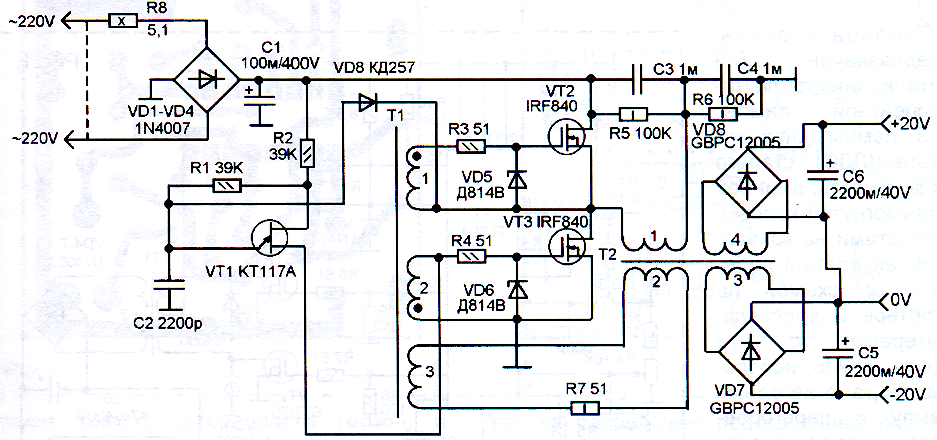 ~220V
R8
5,1
C1
100м/400V
VD8 КД257
C3 1м
C4 1м
VT2
IRF840
VD1-VD4
1N4007
~220V
R2
39K
T1
R3 51
R5 100K
R6 100K
VD8
GBPC12005
+20V
R1 39K
1
VD5
Д814В
C6
2200м/40V
VT3 IRF840
VT1 КТ117А
R4 51
1
T2
4
2
VD6
Д814В
2
3
0V
C2 2200р
3
R7 51
VD7
GBPC12005
C5
2200м/40V
-20V